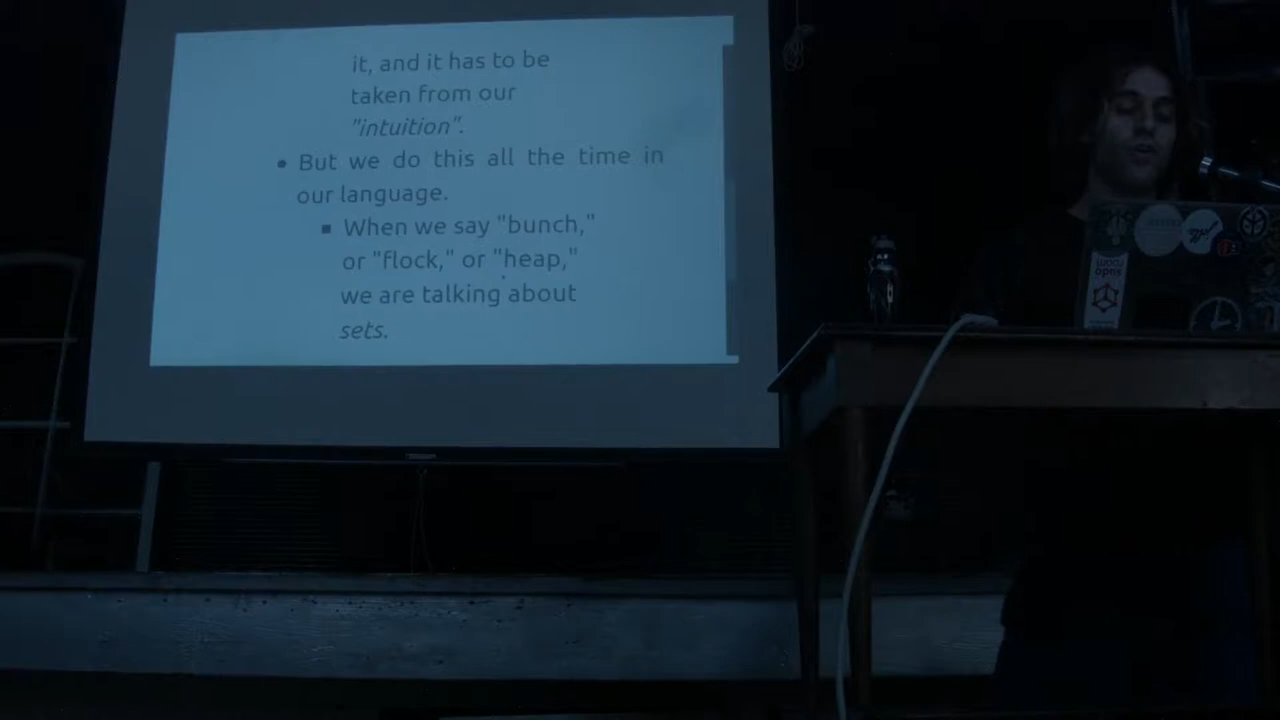 it, and it has to be
taken from our
"intuition".
• But we do this all the time in
our language.
▪ When we say "bunch,"
or "flock," or "heap,"
we are talking about
sets.